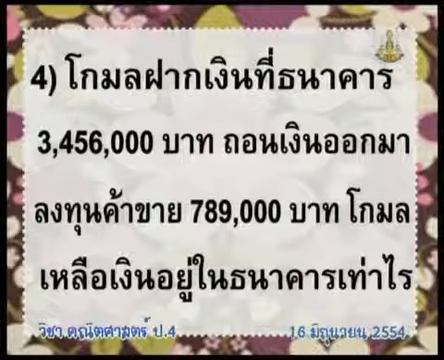 4) โกมลฝากเงินที่ธนาคาร
3,456,000 บาท ถอนเงินออกมา
ลงทุนค้าขาย 789,000 บาท โกมล
เหลือเงินอยู่ในธนาคารเท่าไร
วิชา คณิตศาสตร์ ป.4
16 มิถุนายน 2554